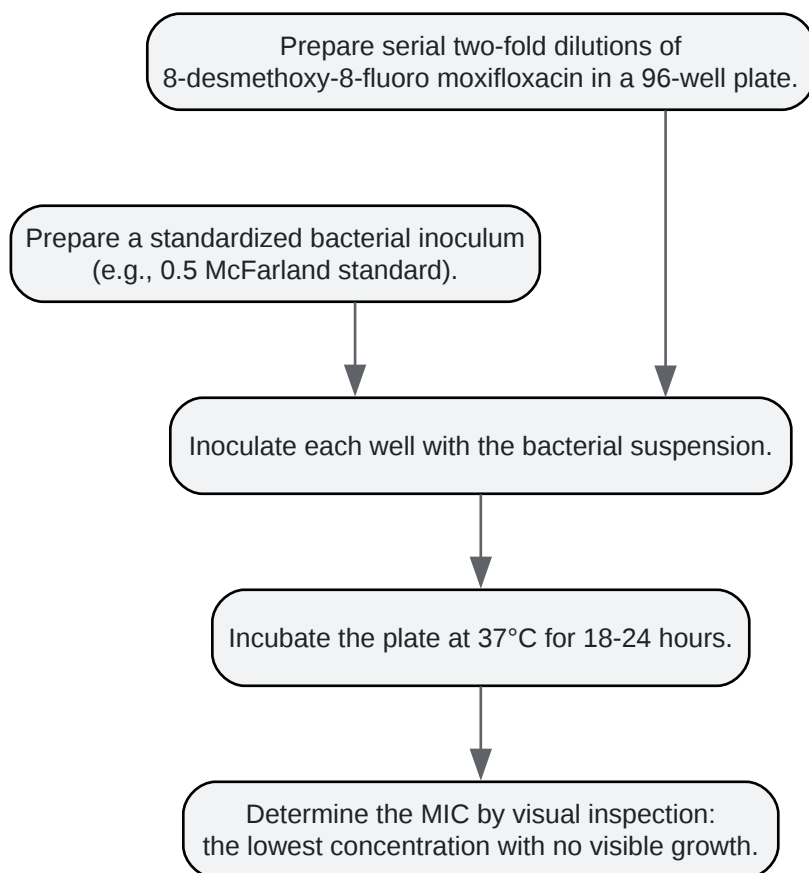 Prepare serial two-fold dilutions of
8-desmethoxy-8-fluoro moxifloxacin in a 96-well plate.
Prepare a standardized bacterial inoculum
(e.g., 0.5 McFarland standard).
Inoculate each well with the bacterial suspension.
Incubate the plate at 37°C for 18-24 hours.
Determine the MIC by visual inspection:
the lowest concentration with no visible growth.